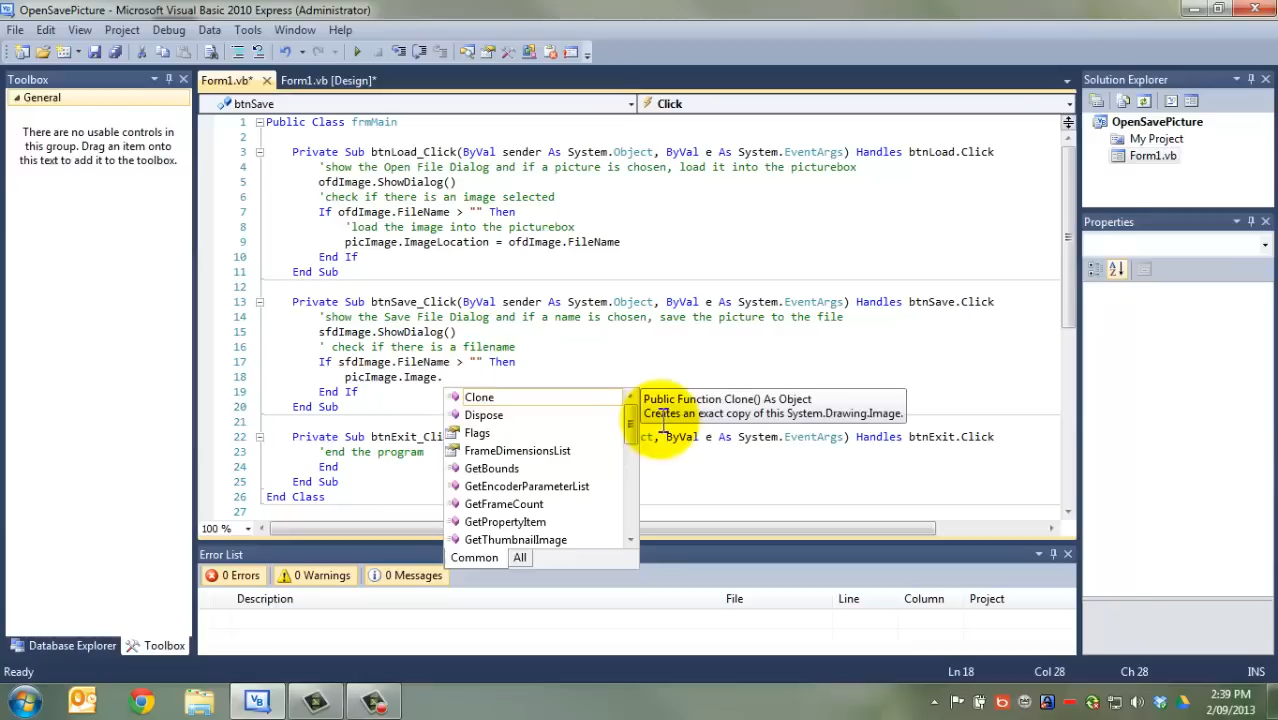 OpenSavePicture - Microsoft Visual Basic 2010 Express (Administrator)
File Edit View Project Debug Data Tools Window Help
Toolbox
General
There are no usable controls in
this group. Drag an item onto
this text to add it to the toolbox.
Database Explorer Toolbox
Form1.vb* Form1.vb [Design]*
btnSave Click
1 Public Class frmMain
2
3 Private Sub btnLoad_Click(ByVal sender As System.Object, ByVal e As System.EventArgs) Handles btnLoad.Click
4 'show the Open File Dialog and if a picture is chosen, load it into the picturebox
5 ofdImage.ShowDialog()
6 'check if there is an image selected
7 If ofdImage.FileName > "" Then
8 'load the image into the picturebox
9 picImage.ImageLocation = ofdImage.FileName
10 End If
11 End Sub
12
13 Private Sub btnSave_Click(ByVal sender As System.Object, ByVal e As System.EventArgs) Handles btnSave.Click
14 'show the Save File Dialog and if a name is chosen, save the picture to the file
15 sfdImage.ShowDialog()
16 ' check if there is a filename
17 If sfdImage.FileName > "" Then
18 picImage.Image.
19 End If
20 End Sub
21
22 Private Sub btnExit_Cli ct, ByVal e As System.EventArgs) Handles btnExit.Click
23 'end the program
24 End
25 End Sub
26 End Class
27
Clone
Dispose
Flags
FrameDimensionsList
GetBounds
GetEncoderParameterList
GetFrameCount
GetPropertyItem
GetThumbnailImage
Common All
Public Function Clone() As Object
Creates an exact copy of this System.Drawing.Image.
100 %
Error List
0 Errors 0 Warnings 0 Messages
Description File Line Column Project
Solution Explorer
OpenSavePicture
My Project
Form1.vb
Properties
Ready Ln 18 Col 28 Ch 28 INS
2:39 PM
2/09/2013